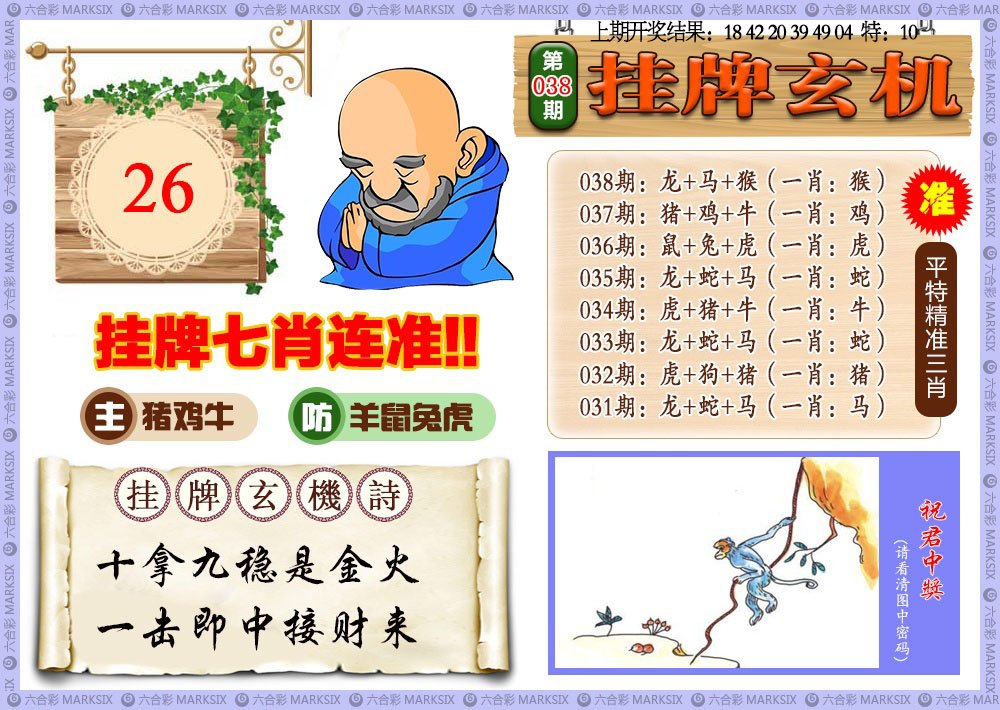 六合彩 MARKSIX
上期开奖结果：18 42 20 39 49 04 特：10
第
038
期
挂牌玄机
26
038期：龙+马+猴（一肖：猴）
037期：猪+鸡+牛（一肖：鸡）
036期：鼠+兔+虎（一肖：虎）
035期：龙+蛇+马（一肖：蛇）
034期：虎+猪+牛（一肖：牛）
033期：龙+蛇+马（一肖：蛇）
032期：虎+狗+猪（一肖：猪）
031期：龙+蛇+马（一肖：马）
准
平特精准三肖
挂牌七肖连准!!
主 猪鸡牛
防 羊鼠兔虎
挂牌玄機詩
十拿九稳是金火
一击即中接财来
祝君中獎
（请看清图中密码）